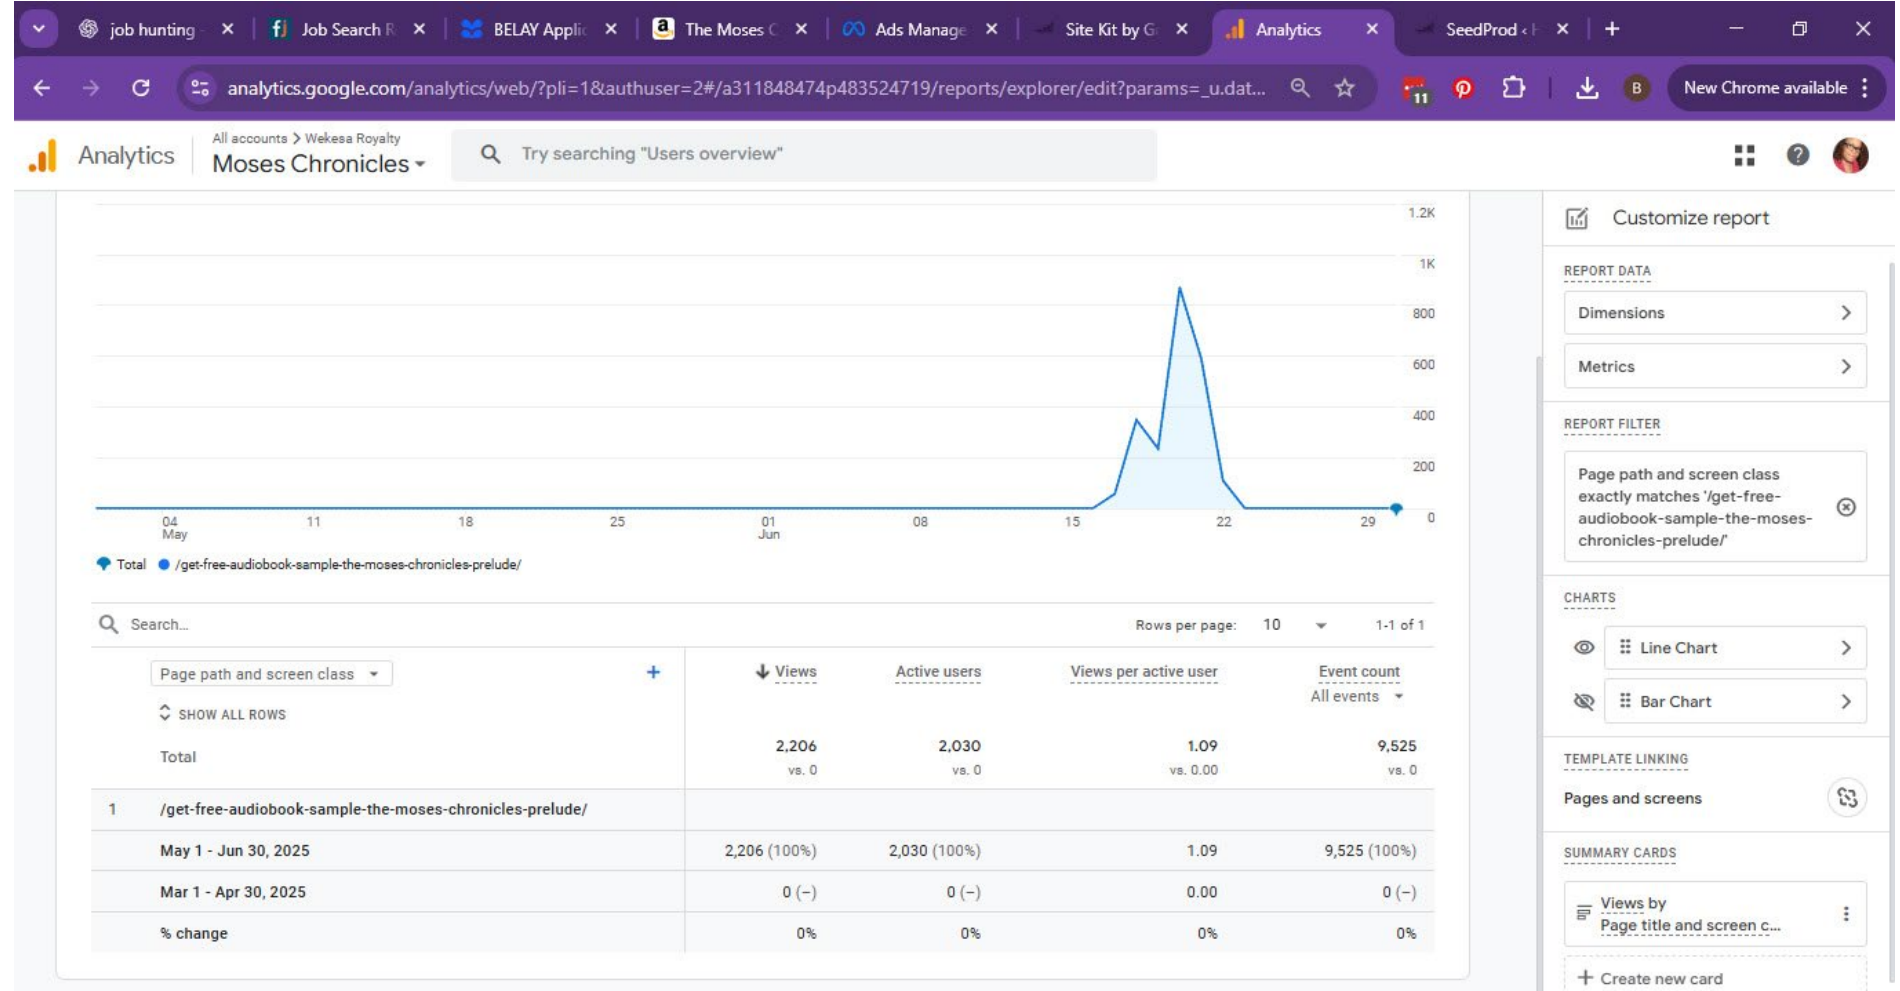 job hunting
Job Search R
BELAY Applic
The Moses C
Ads Manage
Site Kit by G
Analytics
SeedProd ‹ H
analytics.google.com/analytics/web/?pli=1&authuser=2#/a311848474p483524719/reports/explorer/edit?params=_u.dat...
11
B
New Chrome available
Analytics
All accounts > Wekesa Royalty
Moses Chronicles
Try searching "Users overview"
1.2K
1K
800
600
400
200
0
04
May
11
18
25
01
Jun
08
15
22
29
Total
/get-free-audiobook-sample-the-moses-chronicles-prelude/
Search...
Rows per page: 10
1-1 of 1
Page path and screen class
+
SHOW ALL ROWS
Views
Active users
Views per active user
Event count
All events
Total
2,206
vs. 0
2,030
vs. 0
1.09
vs. 0.00
9,525
vs. 0
1 /get-free-audiobook-sample-the-moses-chronicles-prelude/
May 1 - Jun 30, 2025 2,206 (100%) 2,030 (100%) 1.09 9,525 (100%)
Mar 1 - Apr 30, 2025 0 (–) 0 (–) 0.00 0 (–)
% change 0% 0% 0% 0%
Customize report
REPORT DATA
Dimensions
Metrics
REPORT FILTER
Page path and screen class
exactly matches '/get-free-
audiobook-sample-the-moses-
chronicles-prelude/'
CHARTS
Line Chart
Bar Chart
TEMPLATE LINKING
Pages and screens
SUMMARY CARDS
Views by
Page title and screen c...
+ Create new card